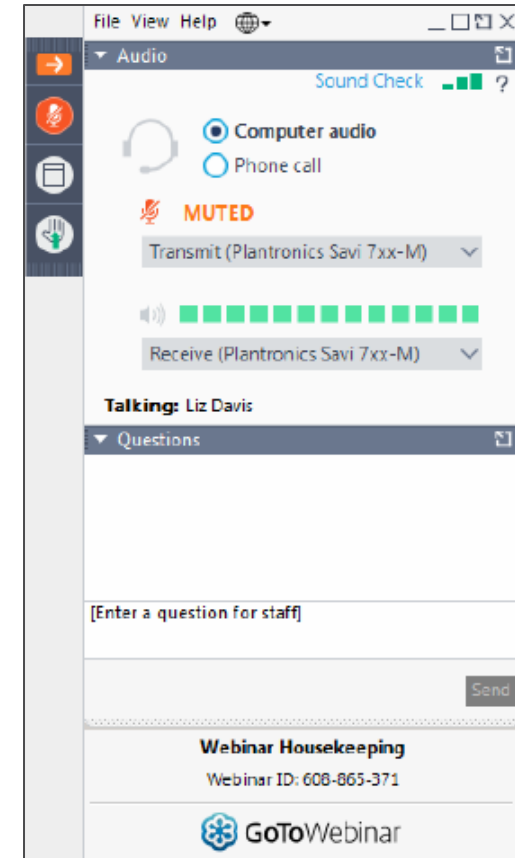 File View Help
Audio
Sound Check ?
Computer audio
Phone call
MUTED
Transmit (Plantronics Savi 7xx-M)
Receive (Plantronics Savi 7xx-M)
Talking: Liz Davis
Questions
[Enter a question for staff]
Send
Webinar Housekeeping
Webinar ID: 608-865-371
GoToWebinar